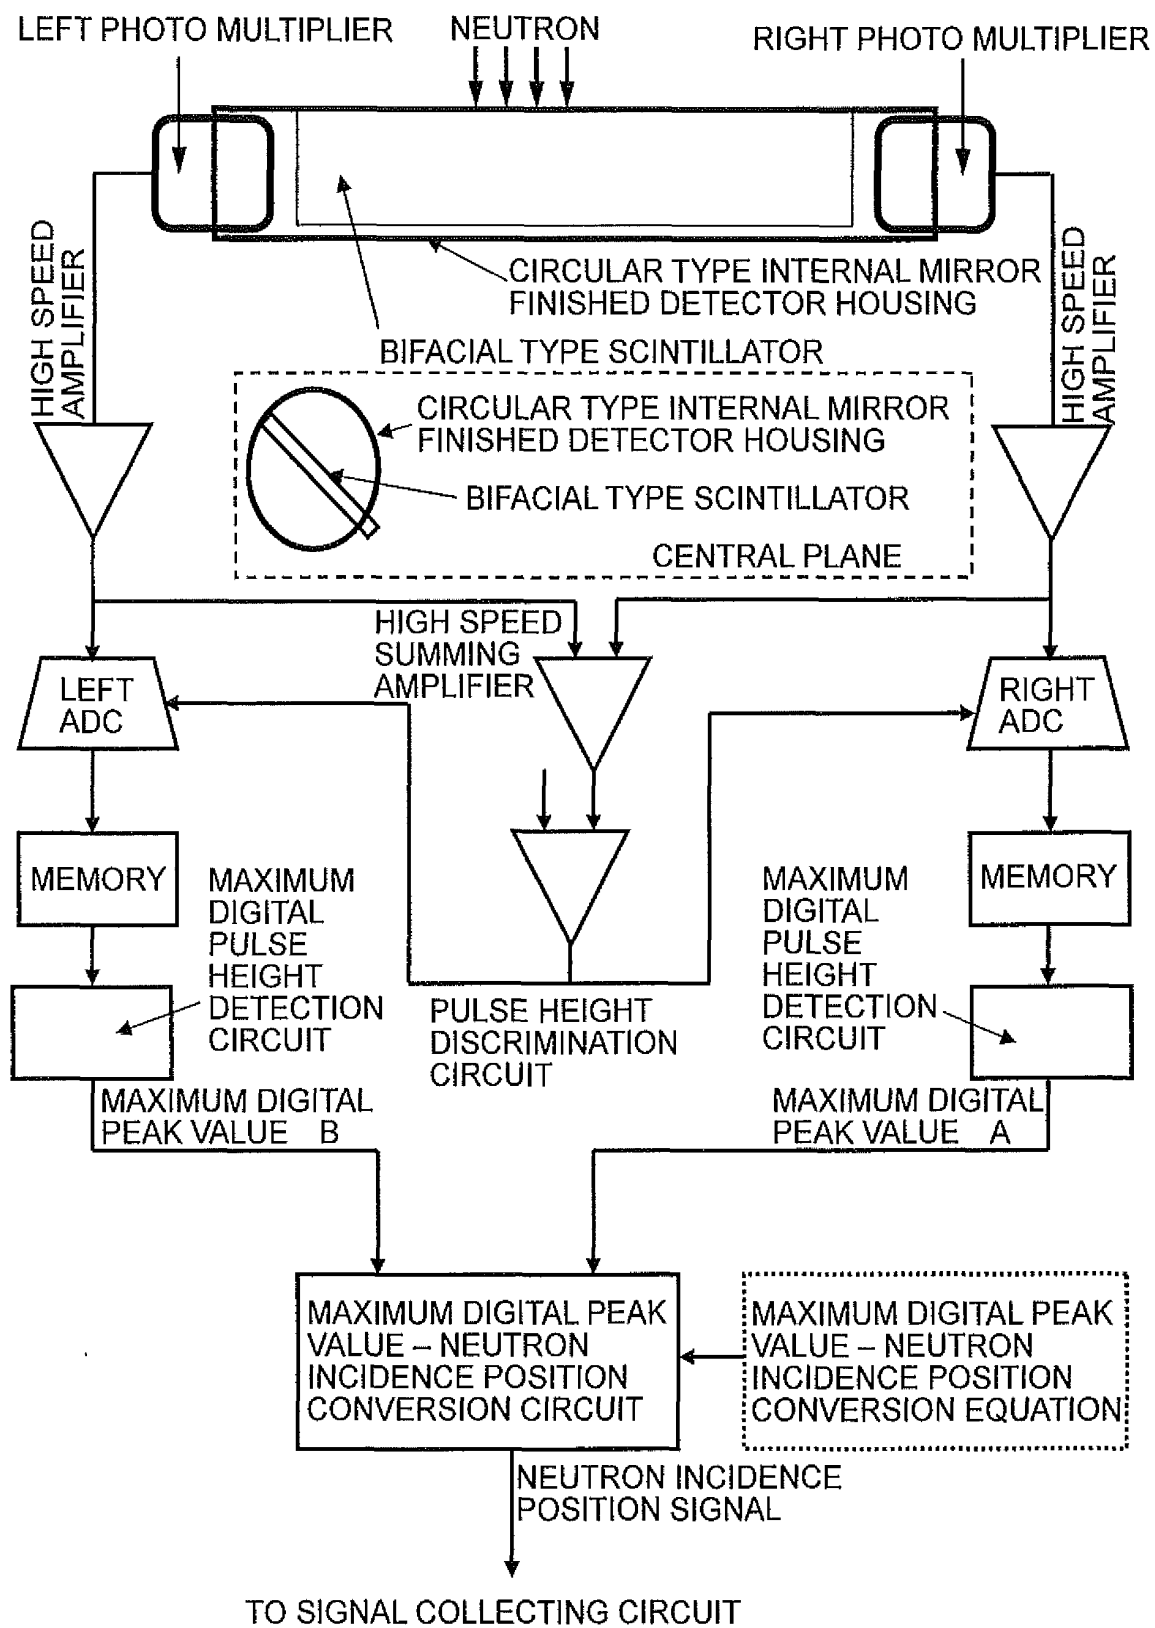 LEFT PHOTO MULTIPLIER
NEUTRON
RIGHT PHOTO MULTIPLIER
HIGH SPEED
AMPLIFIER
CIRCULAR TYPE INTERNAL MIRROR
FINISHED DETECTOR HOUSING
HIGH SPEED
AMPLIFIER
BIFACIAL TYPE SCINTILLATOR
CIRCULAR TYPE INTERNAL MIRROR
FINISHED DETECTOR HOUSING
BIFACIAL TYPE SCINTILLATOR
CENTRAL PLANE
HIGH SPEED
SUMMING
AMPLIFIER
LEFT
ADC
RIGHT
ADC
MEMORY
MAXIMUM
DIGITAL
PULSE
HEIGHT
DETECTION
CIRCUIT
MAXIMUM
DIGITAL
PULSE
HEIGHT
DETECTION
CIRCUIT
MEMORY
PULSE HEIGHT
DISCRIMINATION
CIRCUIT
MAXIMUM DIGITAL
PEAK VALUE B
MAXIMUM DIGITAL
PEAK VALUE A
MAXIMUM DIGITAL PEAK
VALUE – NEUTRON
INCIDENCE POSITION
CONVERSION CIRCUIT
MAXIMUM DIGITAL PEAK
VALUE – NEUTRON
INCIDENCE POSITION
CONVERSION EQUATION
NEUTRON INCIDENCE
POSITION SIGNAL
TO SIGNAL COLLECTING CIRCUIT